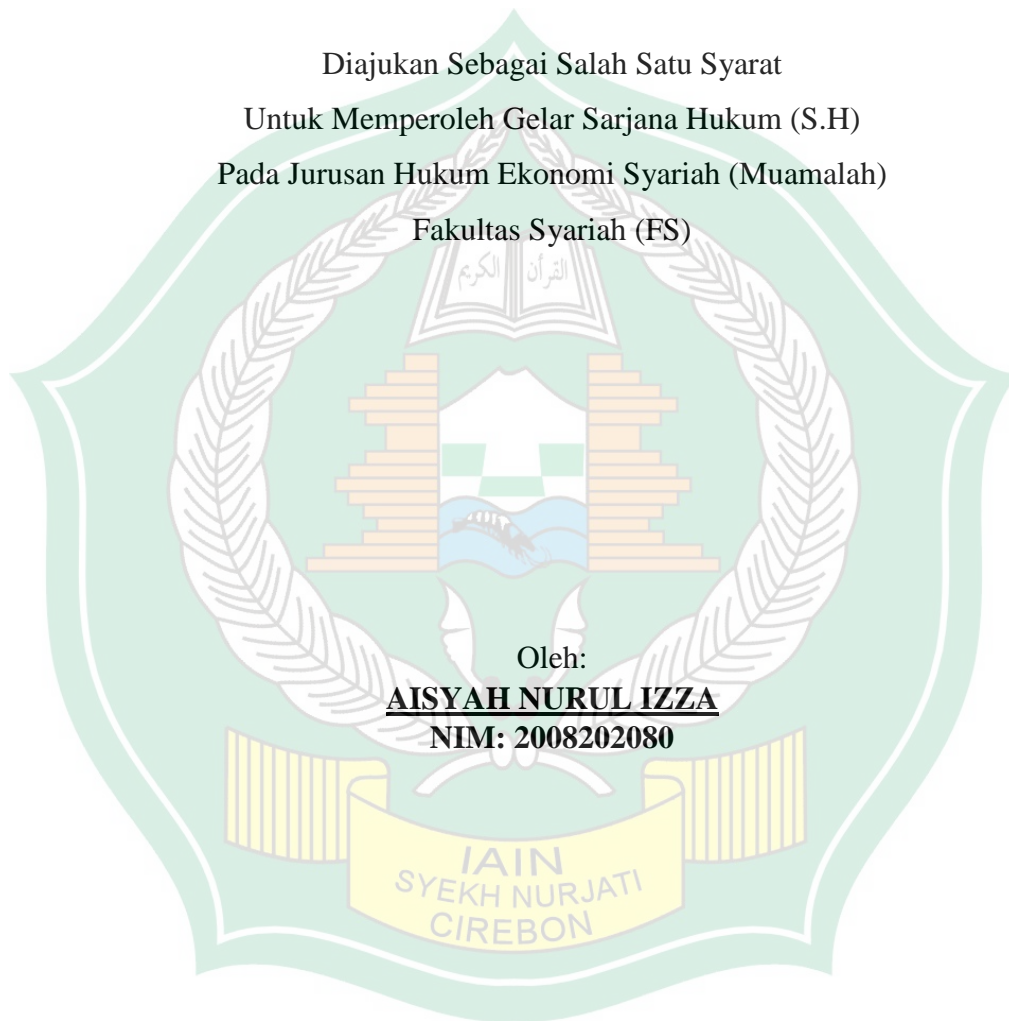 Diajukan Sebagai Salah Satu Syarat
Untuk Memperoleh Gelar Sarjana Hukum (S.H)
Pada Jurusan Hukum Ekonomi Syariah (Muamalah)
Fakultas Syariah (FS)
القرآن الكريم
Oleh:
AISYAH NURUL IZZA
NIM: 2008202080
IAIN
SYEKH NURJATI
CIREBON